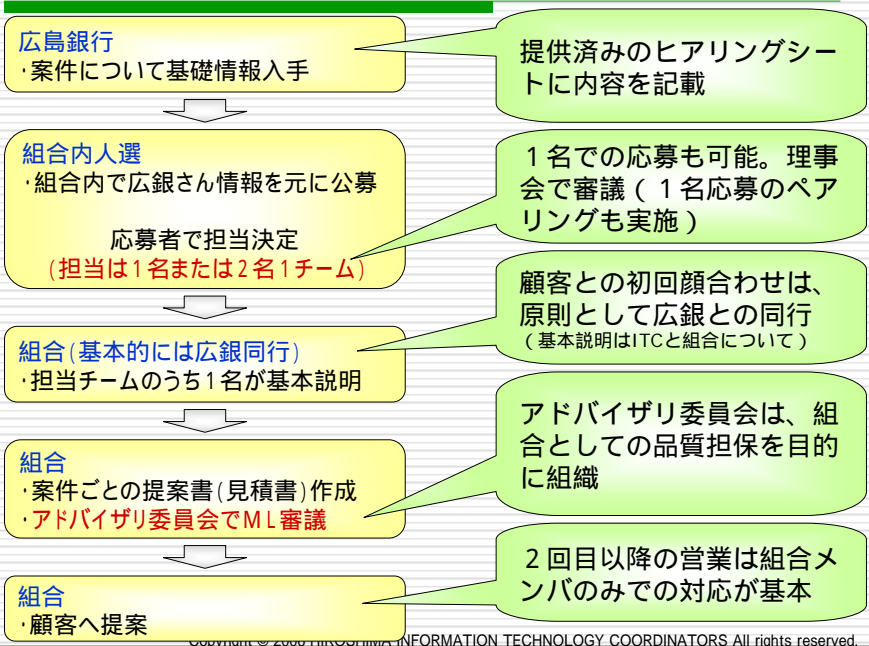 広島銀行
・案件について基礎情報入手
提供済みのヒアリングシー
トに内容を記載
組合内人選
・組合内で広銀さん情報を元に公募
応募者で担当決定
(担当は1名または2名1チーム)
１名での応募も可能。理事
会で審議（１名応募のペア
リングも実施）
組合(基本的には広銀同行)
・担当チームのうち1名が基本説明
顧客との初回顔合わせは、
原則として広銀との同行
（基本説明はITCと組合について）
組合
・案件ごとの提案書(見積書)作成
・アドバイザリ委員会でML審議
アドバイザリ委員会は、組
合としての品質担保を目的
に組織
組合
・顧客へ提案
２回目以降の営業は組合メ
ンバのみでの対応が基本
Copyright © 2006 HIROSHIMA INFORMATION TECHNOLOGY COORDINATORS All rights reserved.